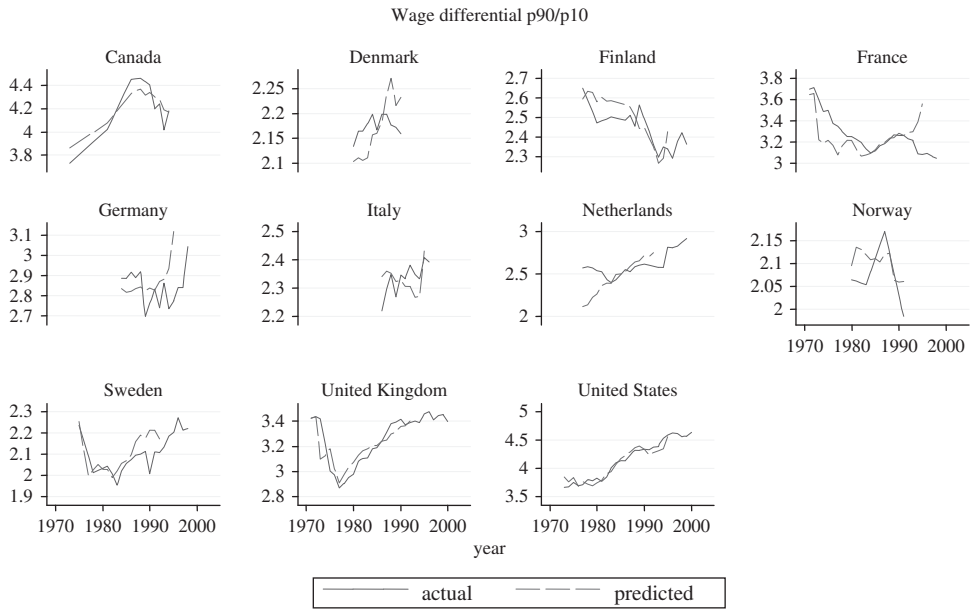 Wage differential p90/p10
Canada Denmark Finland France
4.4 2.25 2.7 3.8
4.2 2.2 2.6 3.6
4 2.15 2.5 3.4
3.8 2.1 2.4 3.2
2.3 3
Germany Italy Netherlands Norway
3.1 2.5 3 2.15
3 2.4 2.5 2.1
2.9 2.3 2 2.05
2.8 2.2 2
2.7
1970 1980 1990 2000
Sweden United Kingdom United States
2.3 3.4 5
2.2 3.2 4.5
2.1 3 4
2 2.8 3.5
1.9
1970 1980 1990 2000 1970 1980 1990 2000 1970 1980 1990 2000
year
actual predicted